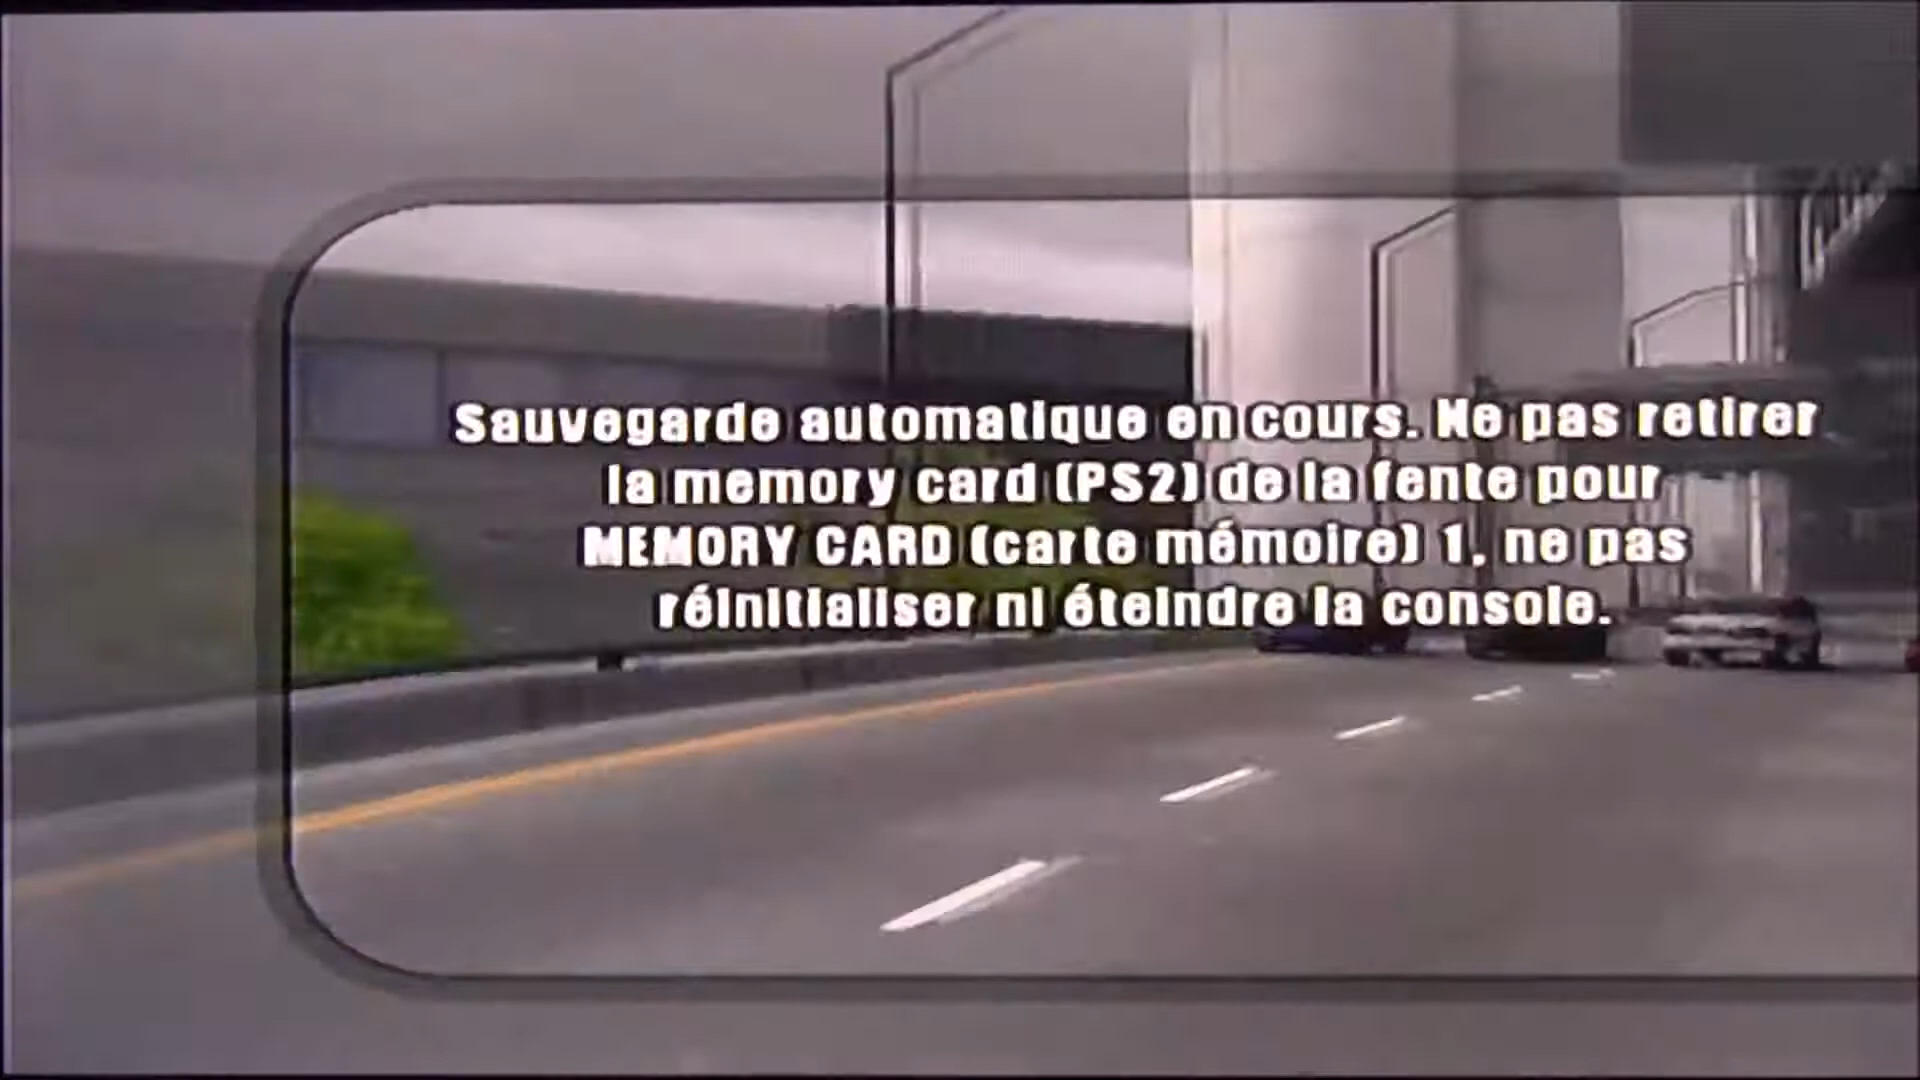 Sauvegarde automatique en cours. Ne pas retirer
la memory card (PS2) de la fente pour
MEMORY CARD (carte mémoire) 1, ne pas
réinitialiser ni éteindre la console.